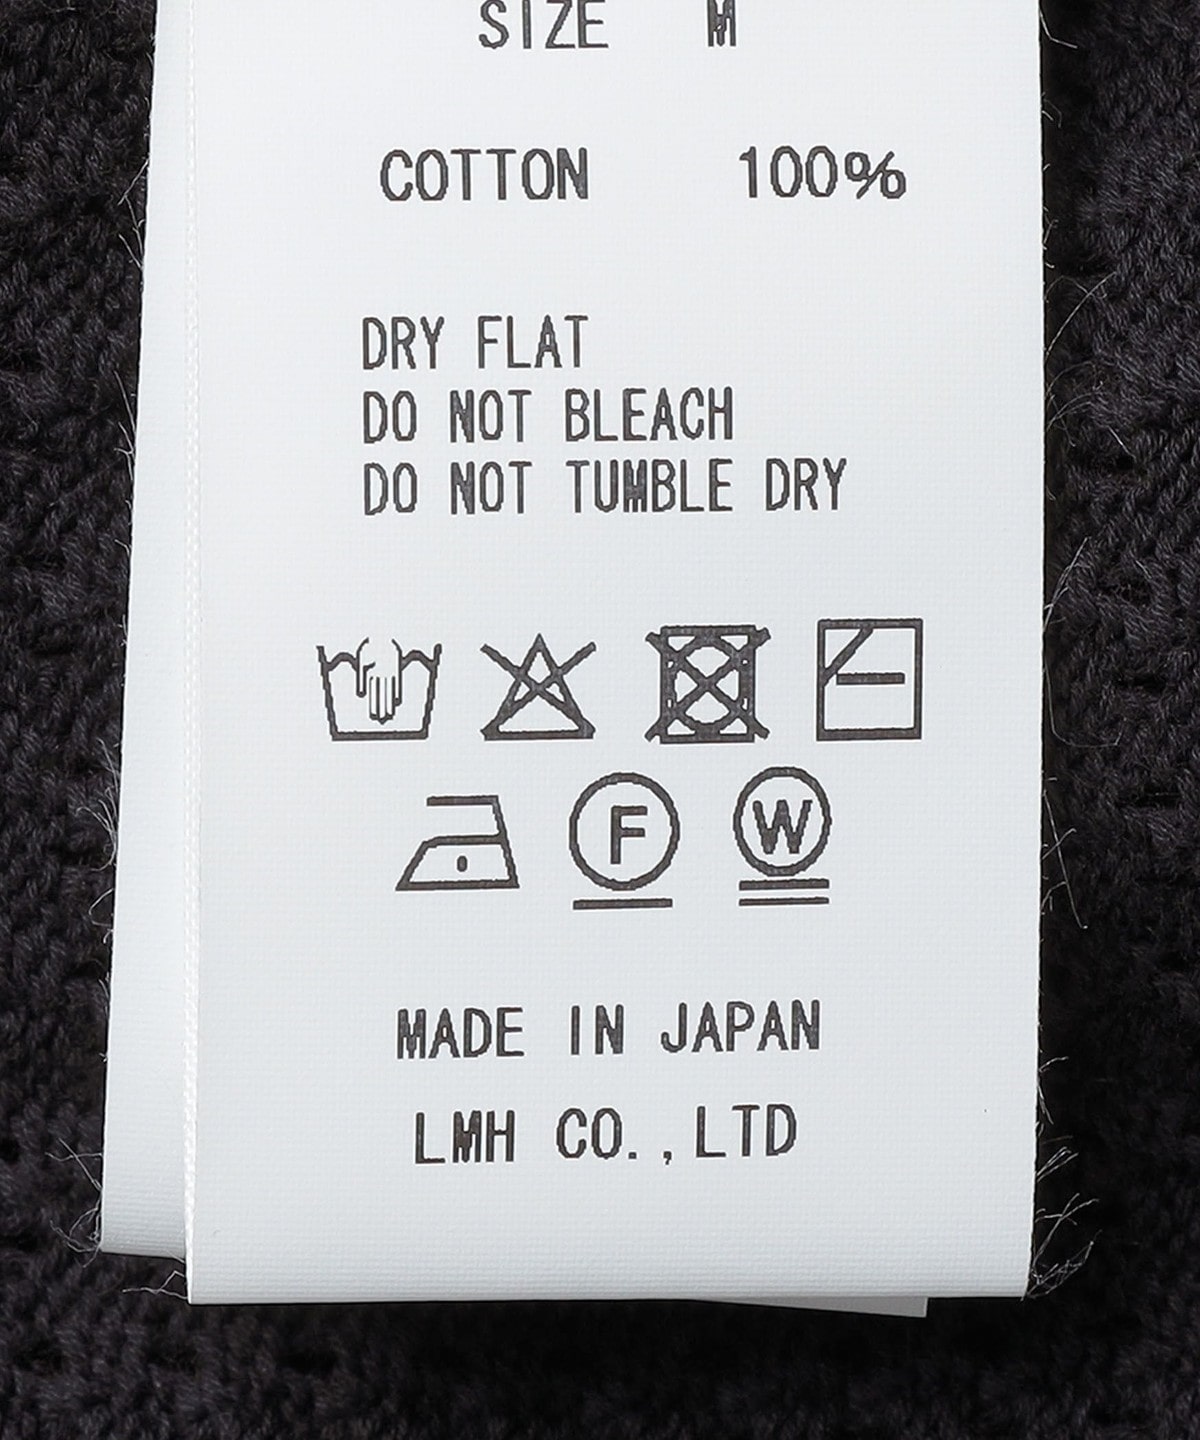 SIZE M
COTTON 100%
DRY FLAT
DO NOT BLEACH
DO NOT TUMBLE DRY
F W
MADE IN JAPAN
LMH CO.,LTD